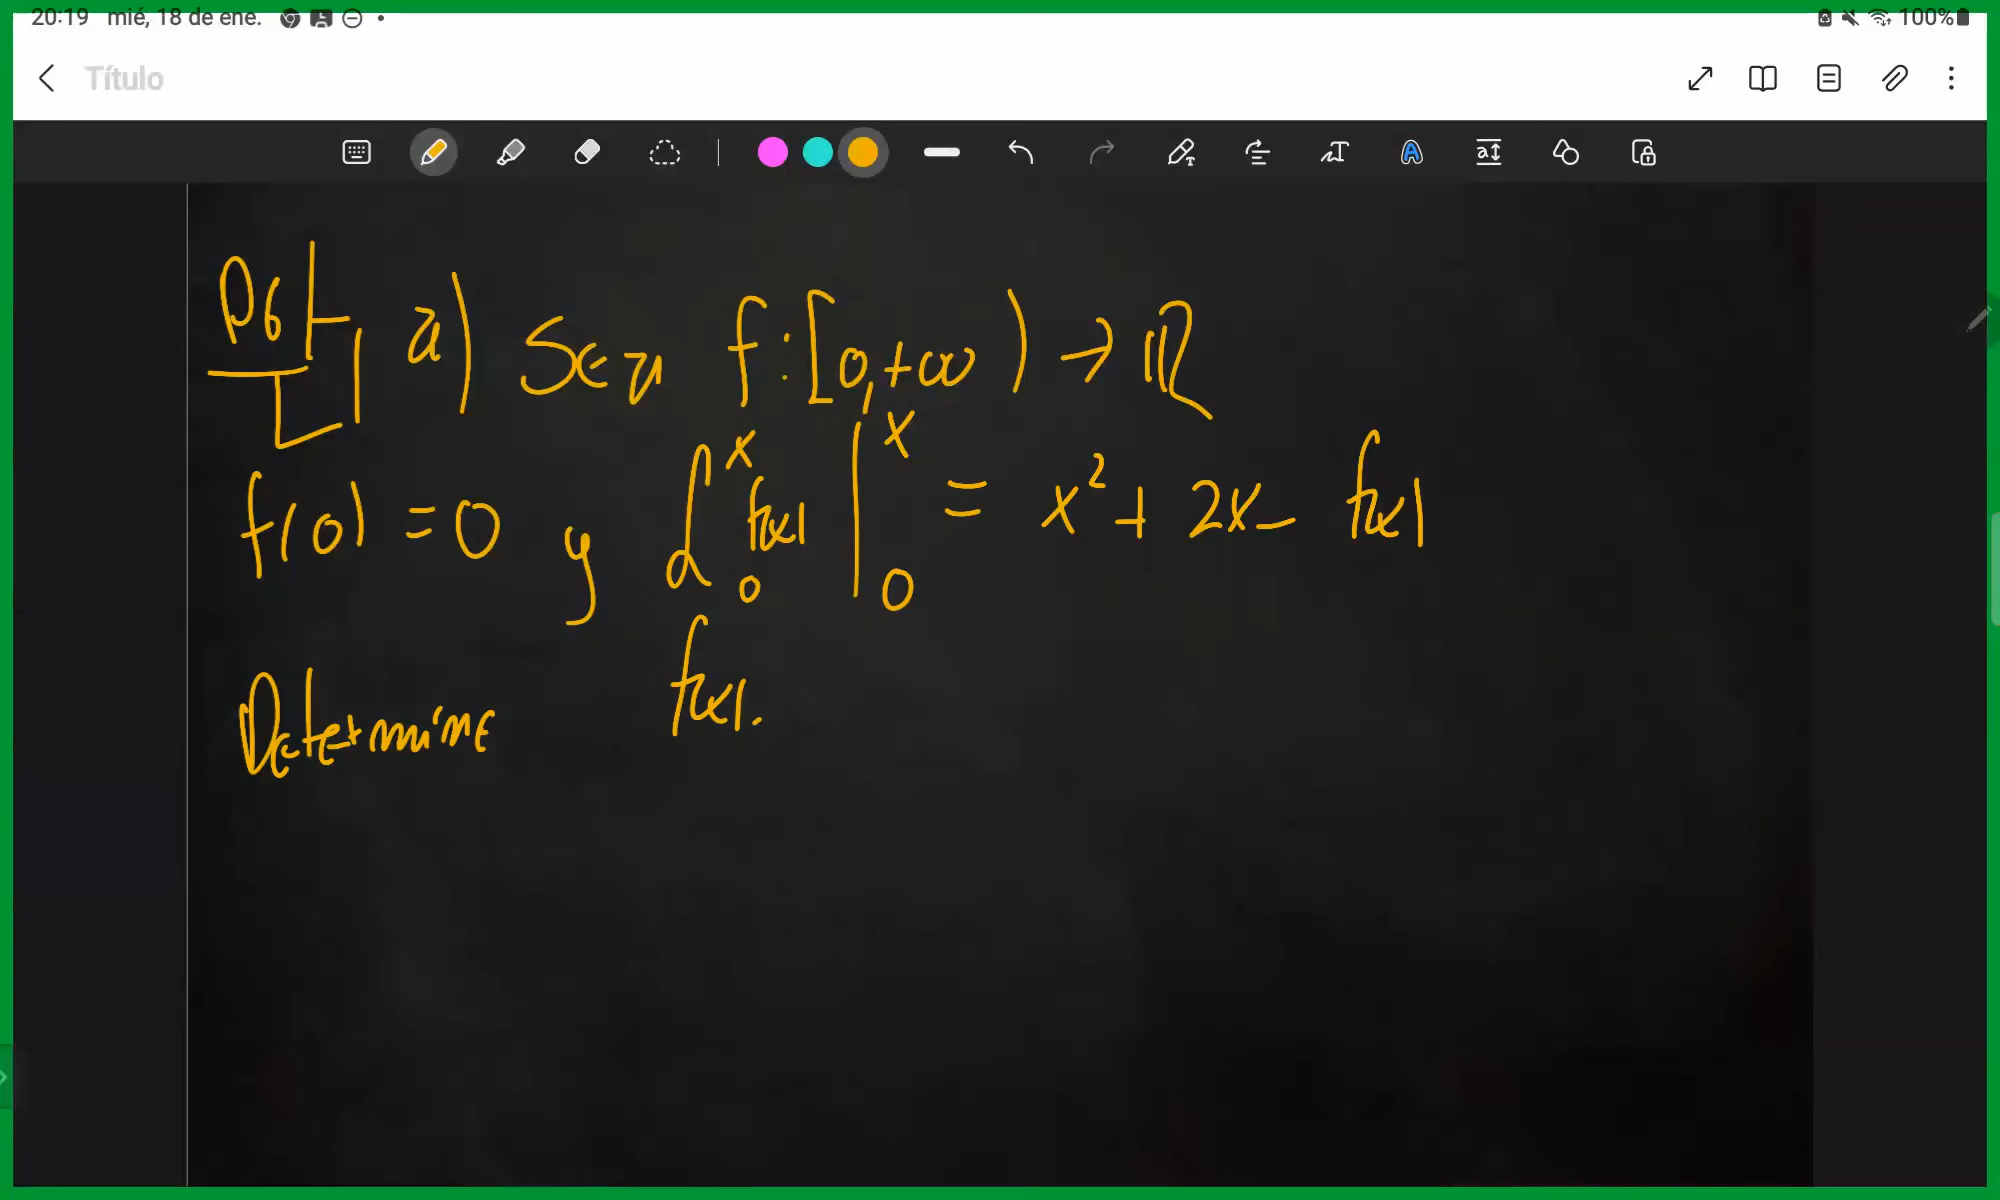 20:19 mié, 18 de ene. 100%
Título
P6 a) Sea f:[0,+∞) → ℝ
f(0) = 0 y ∫₀ˣ f(x) |₀ˣ = x² + 2x - f(x)
Determine f(x).